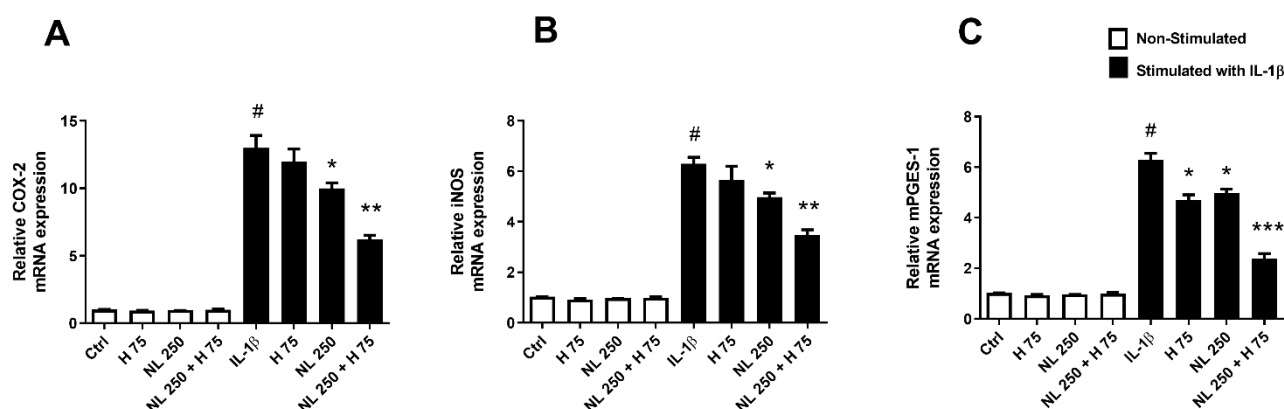 A
Relative COX-2
mRNA expression
15
10
5
0
#
*
**
Ctrl
H 75
NL 250
NL 250 + H 75
IL-1β
H 75
NL 250
NL 250 + H 75
B
Relative iNOS
mRNA expression
8
6
4
2
0
#
*
**
Ctrl
H 75
NL 250
NL 250 + H 75
IL-1β
H 75
NL 250
NL 250 + H 75
C
Non-Stimulated
Stimulated with IL-1β
Relative mPGES-1
mRNA expression
8
6
4
2
0
#
*
*
***
Ctrl
H 75
NL 250
NL 250 + H 75
IL-1β
H 75
NL 250
NL 250 + H 75